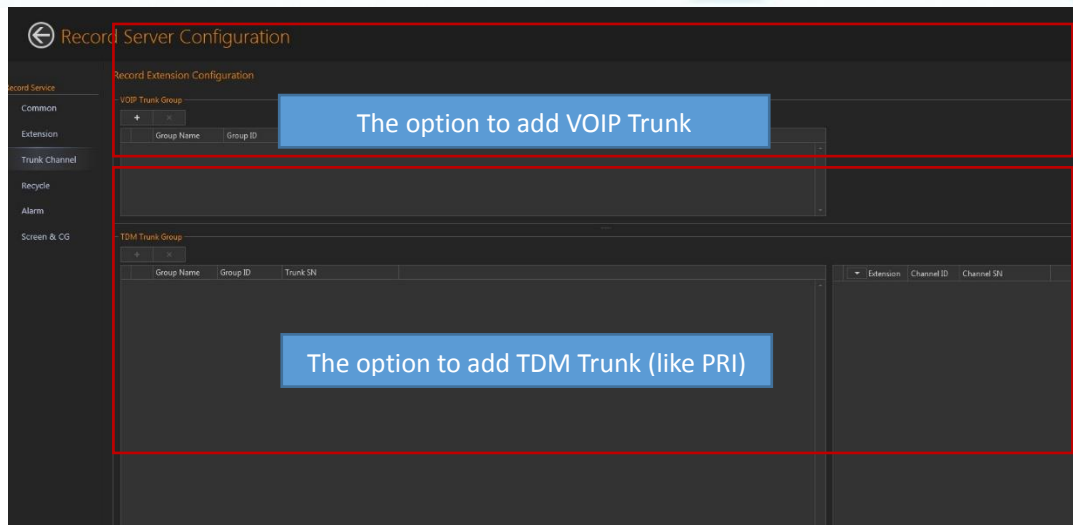 Record Server Configuration
Record Extension Configuration
Record Service
VOIP Trunk Group
Common
+ ×
The option to add VOIP Trunk
Extension
Group Name Group ID
Trunk Channel
Recycle
Alarm
Screen & CG
TDM Trunk Group
+ ×
Group Name Group ID Trunk SN
Extension Channel ID Channel SN
The option to add TDM Trunk (like PRI)